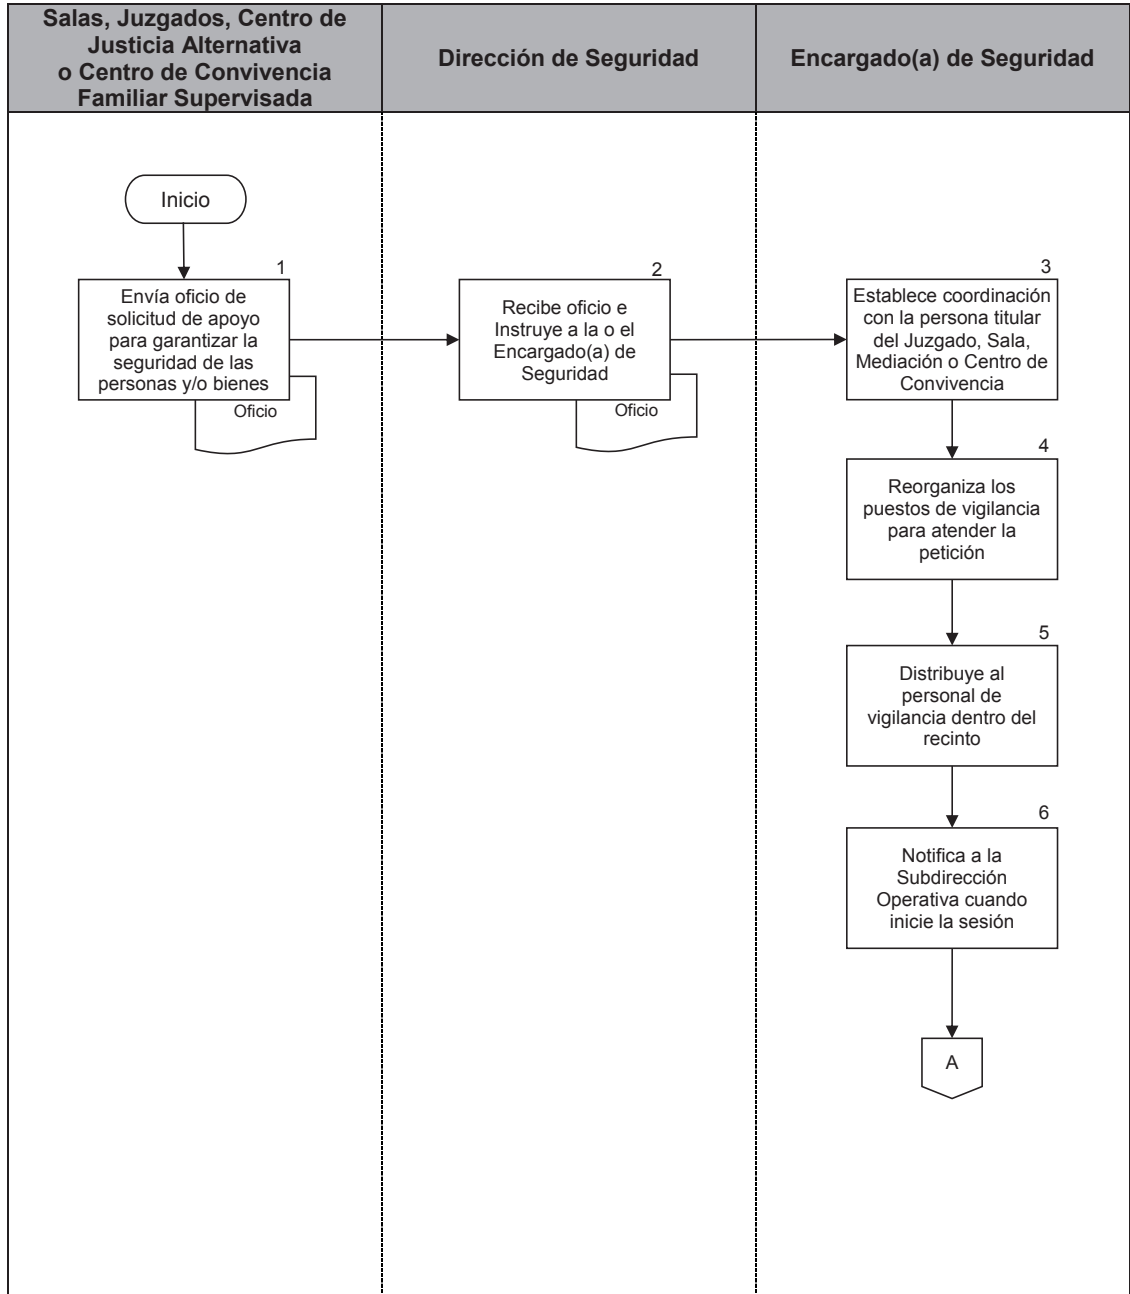 Salas, Juzgados, Centro de
Justicia Alternativa
o Centro de Convivencia
Familiar Supervisada
Dirección de Seguridad
Encargado(a) de Seguridad
Inicio
1
Envía oficio de
solicitud de apoyo
para garantizar la
seguridad de las
personas y/o bienes
Oficio
2
Recibe oficio e
Instruye a la o el
Encargado(a) de
Seguridad
Oficio
3
Establece coordinación
con la persona titular
del Juzgado, Sala,
Mediación o Centro de
Convivencia
4
Reorganiza los
puestos de vigilancia
para atender la
petición
5
Distribuye al
personal de
vigilancia dentro del
recinto
6
Notifica a la
Subdirección
Operativa cuando
inicie la sesión
A